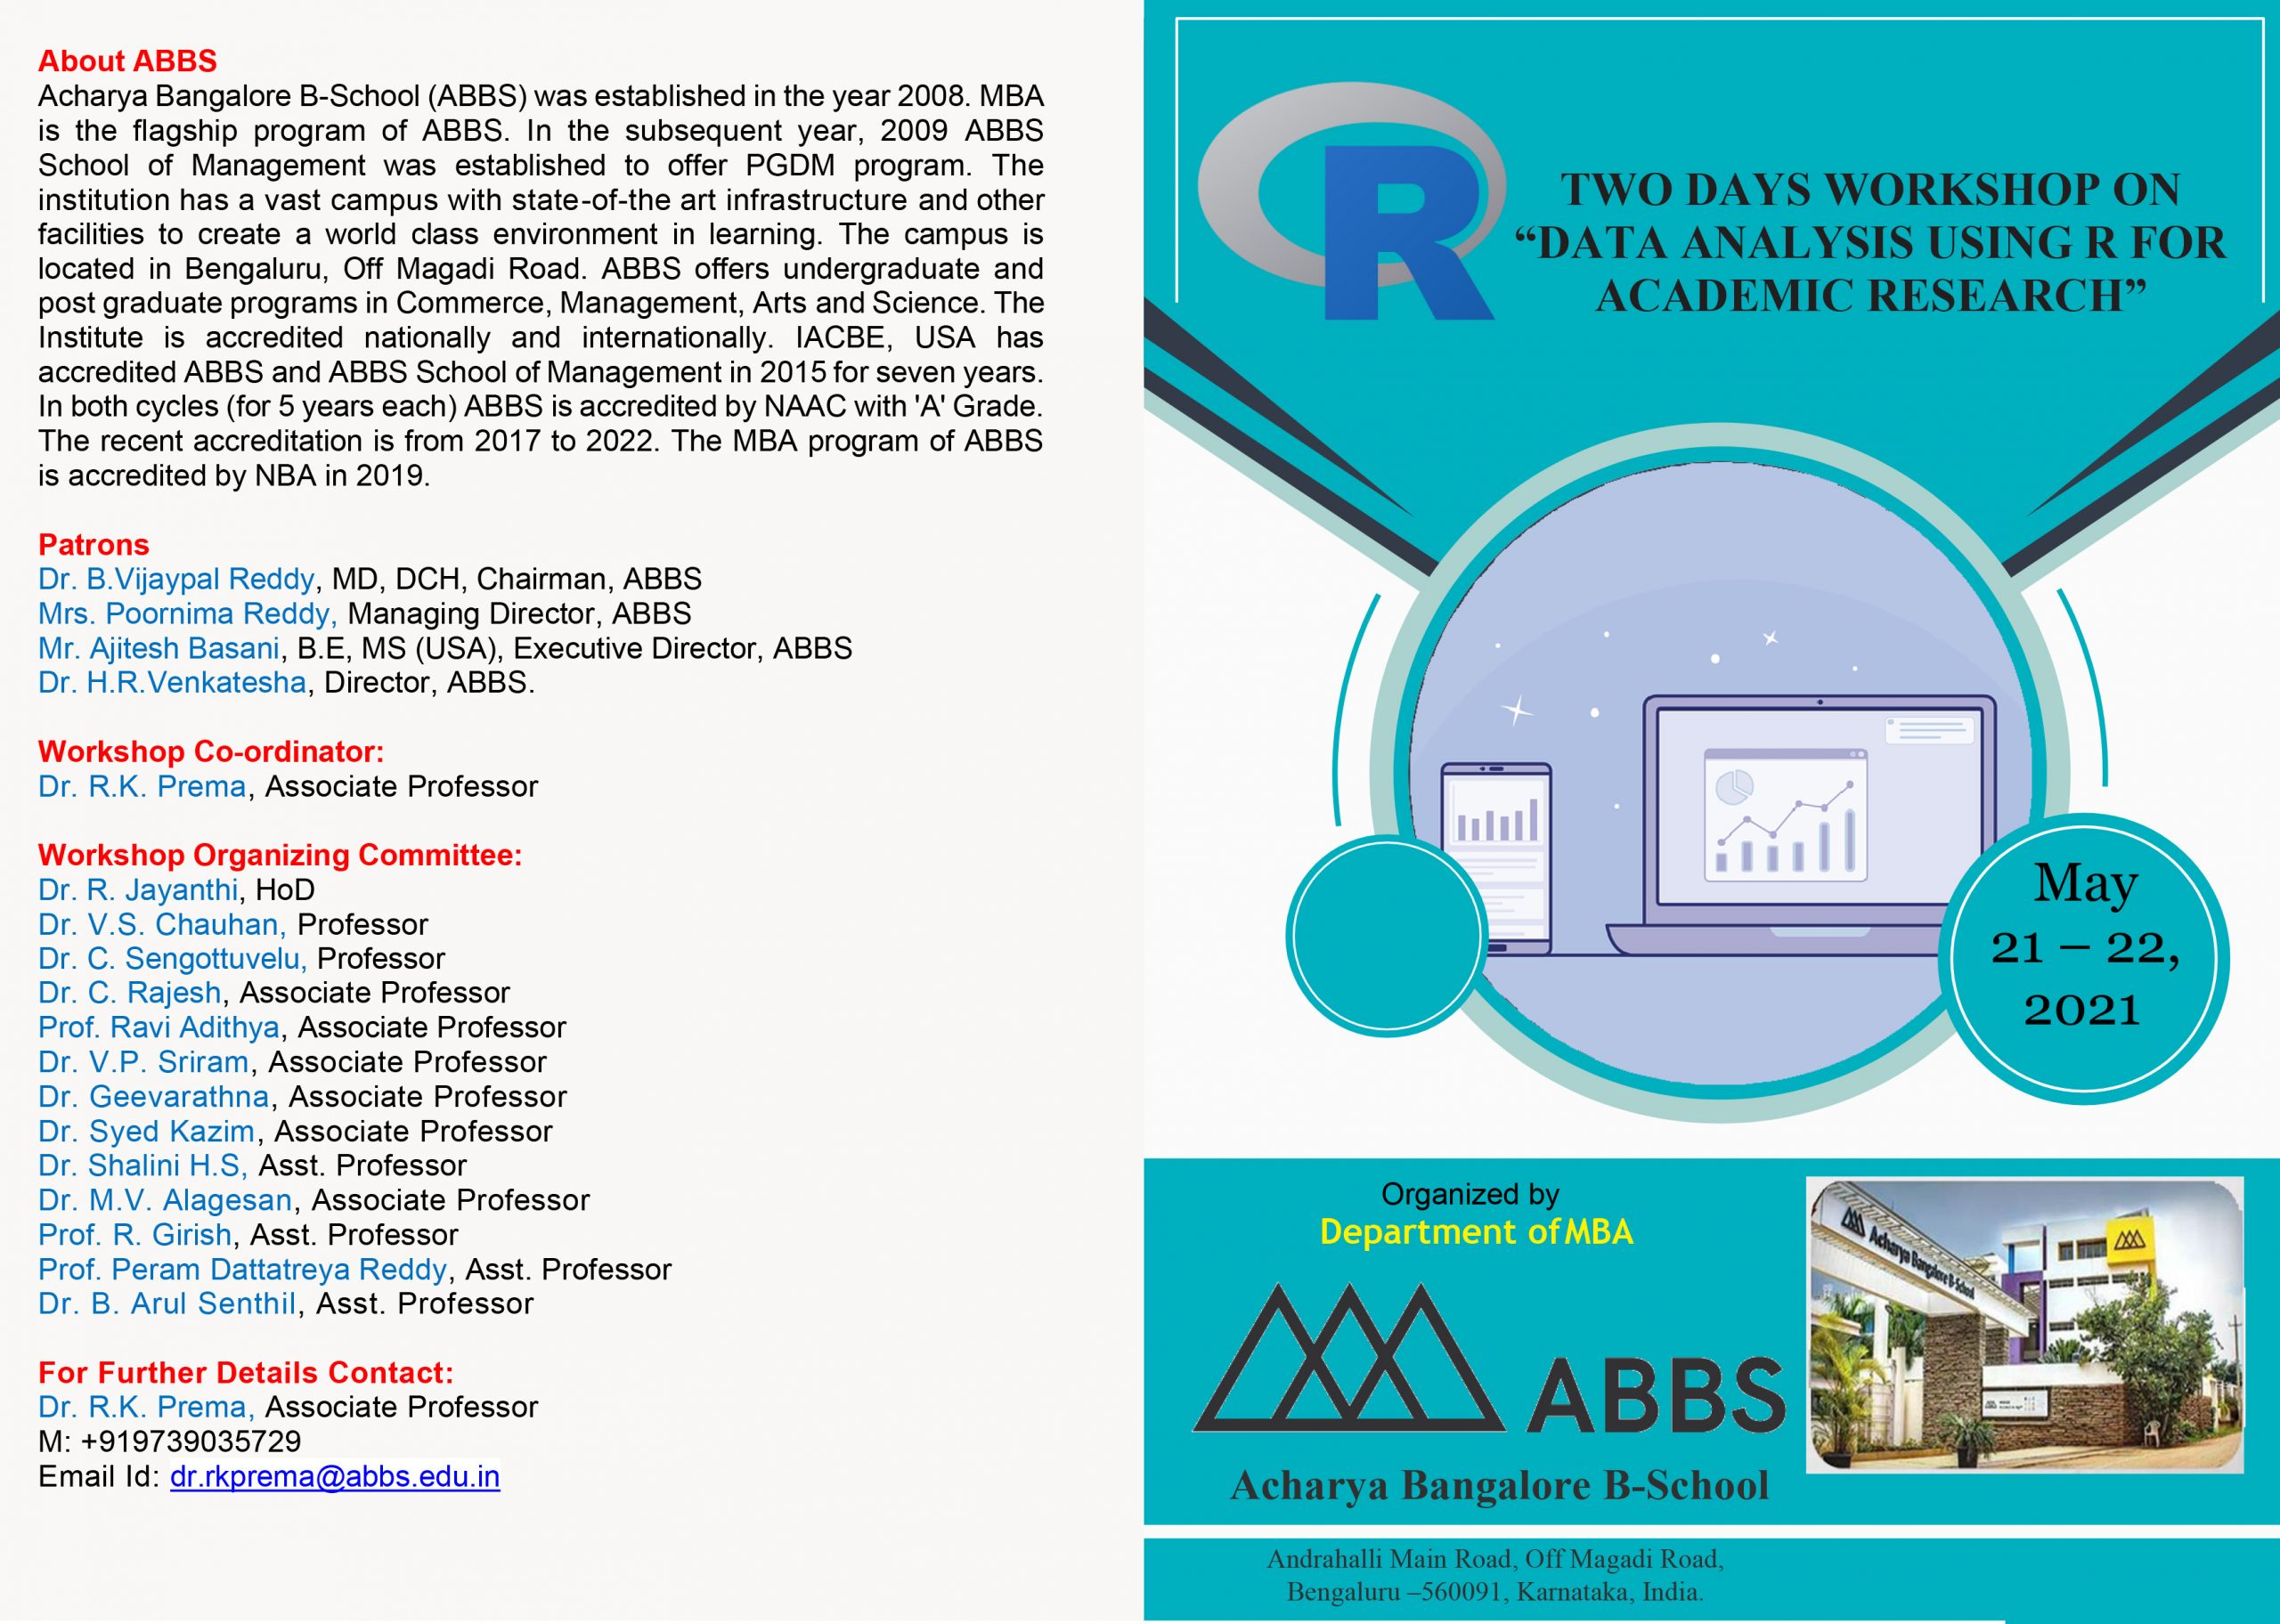 About ABBS
Acharya Bangalore B-School (ABBS) was established in the year 2008. MBA
is the flagship program of ABBS. In the subsequent year, 2009 ABBS
School of Management was established to offer PGDM program. The
institution has a vast campus with state-of-the art infrastructure and other
facilities to create a world class environment in learning. The campus is
located in Bengaluru, Off Magadi Road. ABBS offers undergraduate and
post graduate programs in Commerce, Management, Arts and Science. The
Institute is accredited nationally and internationally. IACBE, USA has
accredited ABBS and ABBS School of Management in 2015 for seven years.
In both cycles (for 5 years each) ABBS is accredited by NAAC with 'A' Grade.
The recent accreditation is from 2017 to 2022. The MBA program of ABBS
is accredited by NBA in 2019.
Patrons
Dr. B.Vijaypal Reddy, MD, DCH, Chairman, ABBS
Mrs. Poornima Reddy, Managing Director, ABBS
Mr. Ajitesh Basani, B.E, MS (USA), Executive Director, ABBS
Dr. H.R.Venkatesha, Director, ABBS.
Workshop Co-ordinator:
Dr. R.K. Prema, Associate Professor
Workshop Organizing Committee:
Dr. R. Jayanthi, HoD
Dr. V.S. Chauhan, Professor
Dr. C. Sengottuvelu, Professor
Dr. C. Rajesh, Associate Professor
Prof. Ravi Adithya, Associate Professor
Dr. V.P. Sriram, Associate Professor
Dr. Geevarathna, Associate Professor
Dr. Syed Kazim, Associate Professor
Dr. Shalini H.S, Asst. Professor
Dr. M.V. Alagesan, Associate Professor
Prof. R. Girish, Asst. Professor
Prof. Peram Dattatreya Reddy, Asst. Professor
Dr. B. Arul Senthil, Asst. Professor
For Further Details Contact:
Dr. R.K. Prema, Associate Professor
M: +919739035729
Email Id: dr.rkprema@abbs.edu.in
R
TWO DAYS WORKSHOP ON
“DATA ANALYSIS USING R FOR
ACADEMIC RESEARCH”
May
21 – 22,
2021
Organized by
Department of MBA
ABBS
Acharya Bangalore B-School
Acharya Bangalore B-School
Andrahalli Main Road, Off Magadi Road,
Bengaluru –560091, Karnataka, India.